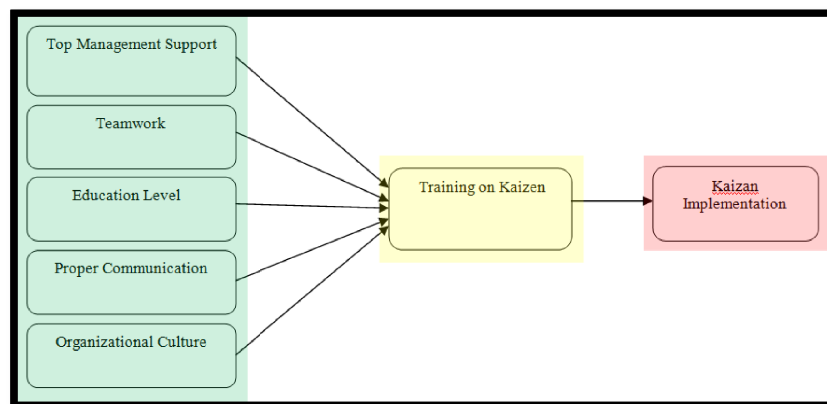 Top Management Support
Teamwork
Education Level
Proper Communication
Organizational Culture
Training on Kaizen
Kaizan
Implementation